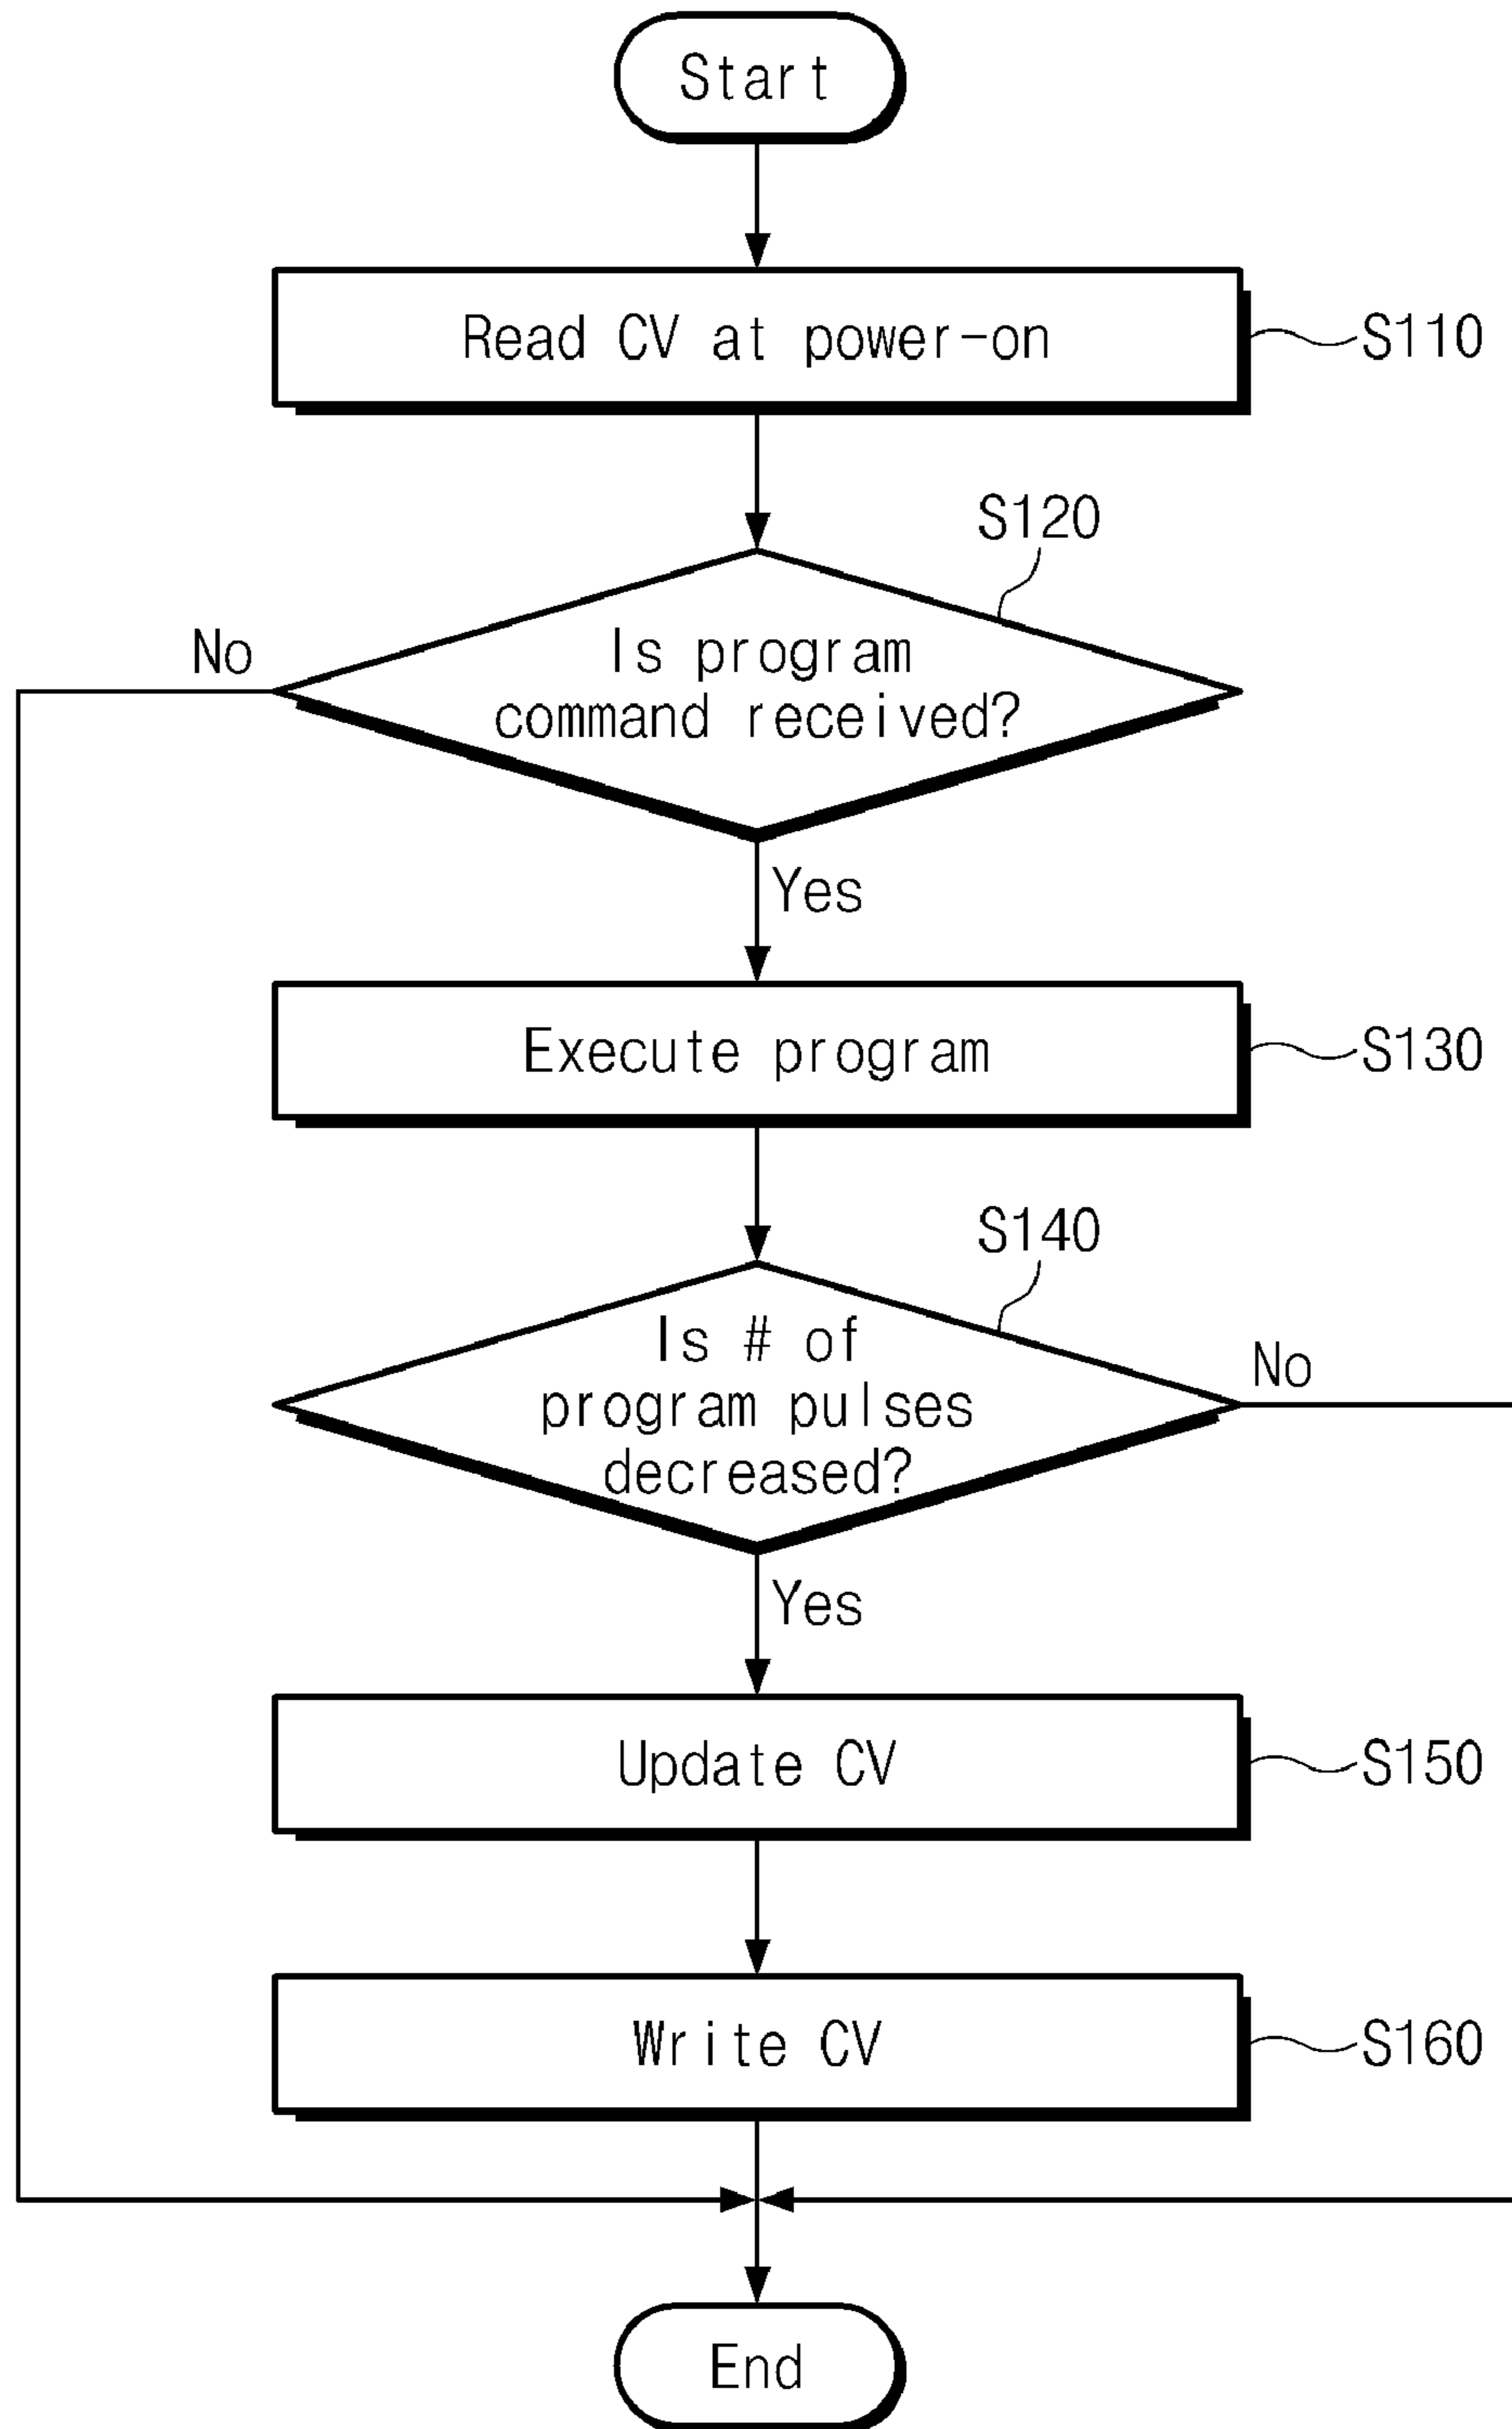 Start
Read CV at power-on
S110
S120
No
Is program
command received?
Yes
Execute program
S130
S140
Is # of
program pulses
decreased?
No
Yes
Update CV
S150
Write CV
S160
End